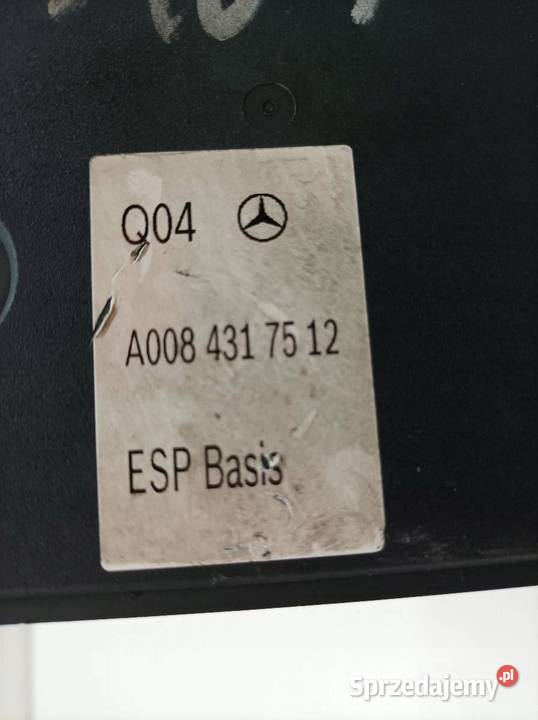 Q04
A008 431 75 12
ESP Basis
Sprzedajemy.pl